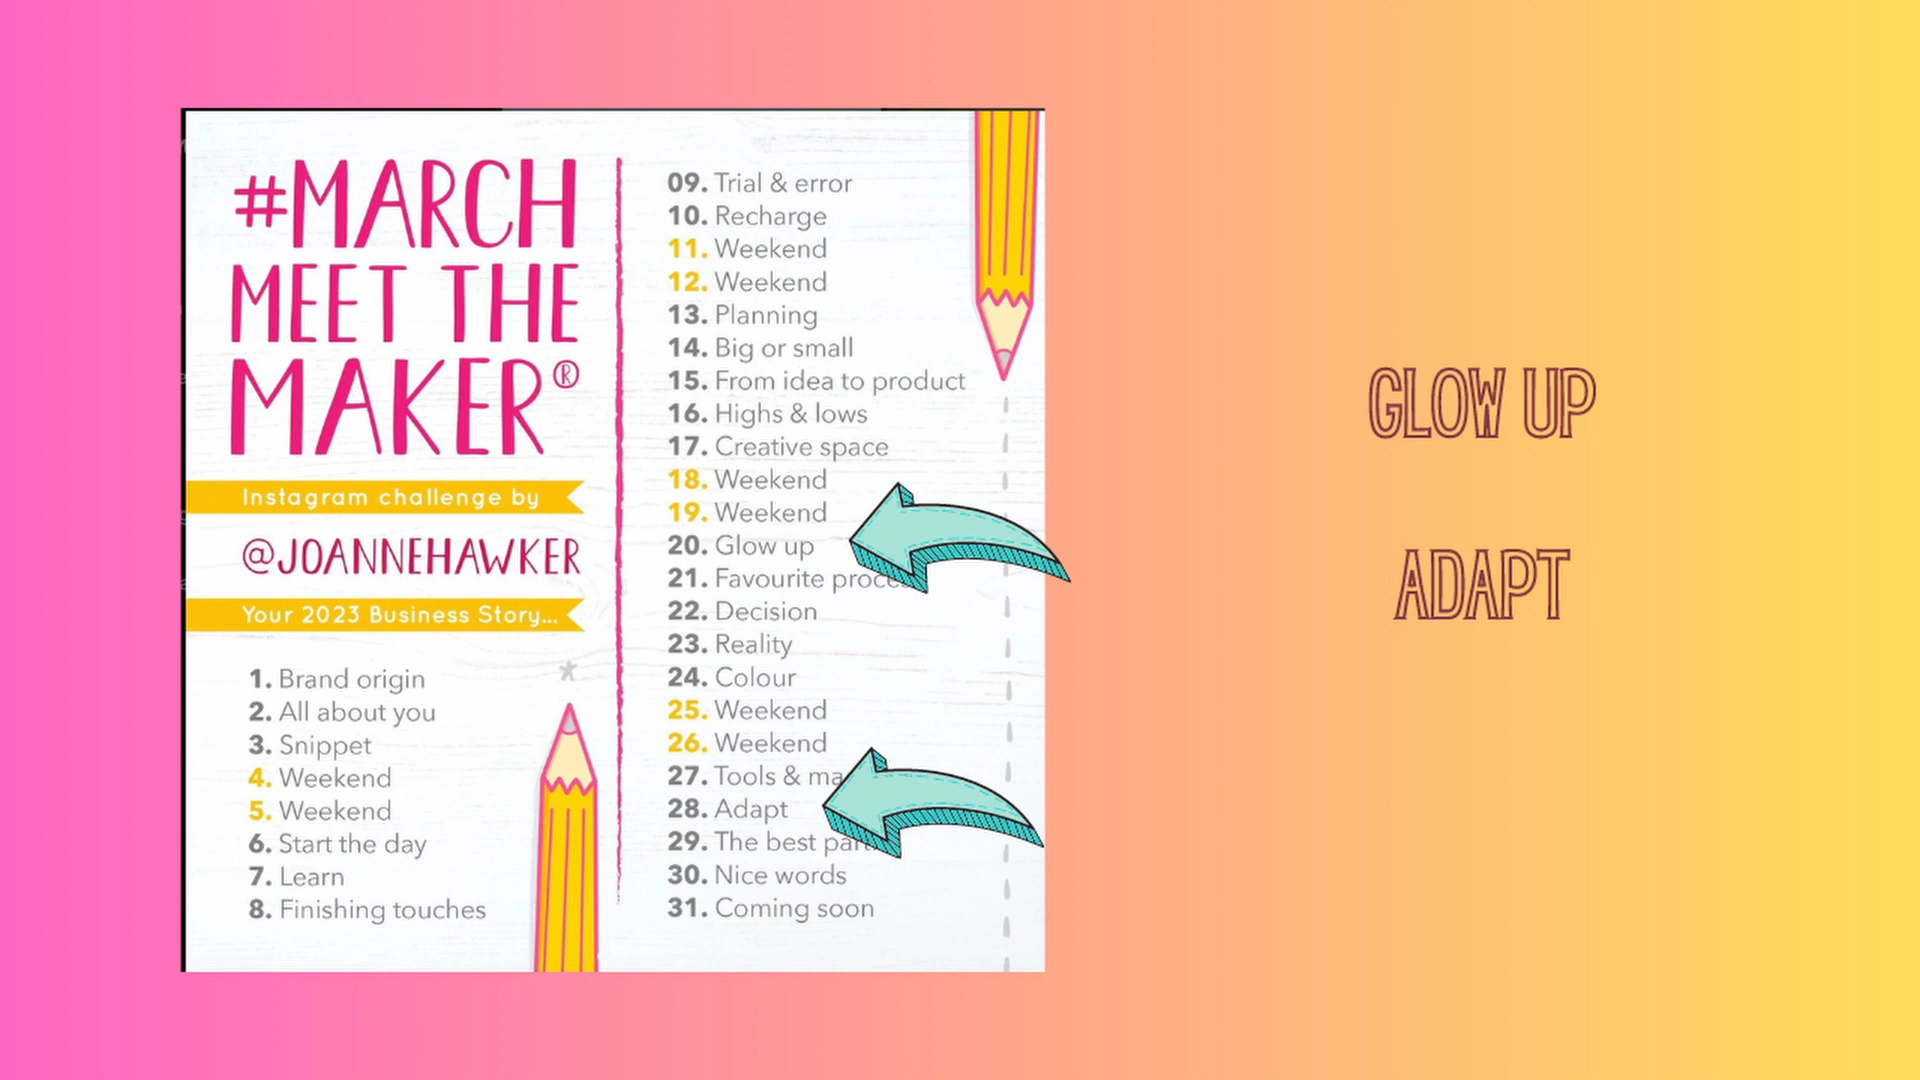 #MARCH
MEET THE
MAKER®
Instagram challenge by
@JOANNEHAWKER
Your 2023 Business Story...
1. Brand origin
2. All about you
3. Snippet
4. Weekend
5. Weekend
6. Start the day
7. Learn
8. Finishing touches
09. Trial & error
10. Recharge
11. Weekend
12. Weekend
13. Planning
14. Big or small
15. From idea to product
16. Highs & lows
17. Creative space
18. Weekend
19. Weekend
20. Glow up
21. Favourite
22. Decision
23. Reality
24. Colour
25. Weekend
26. Weekend
27. Tools &
28. Adapt
29. The best
30. Nice words
31. Coming soon
GLOW UP
ADAPT